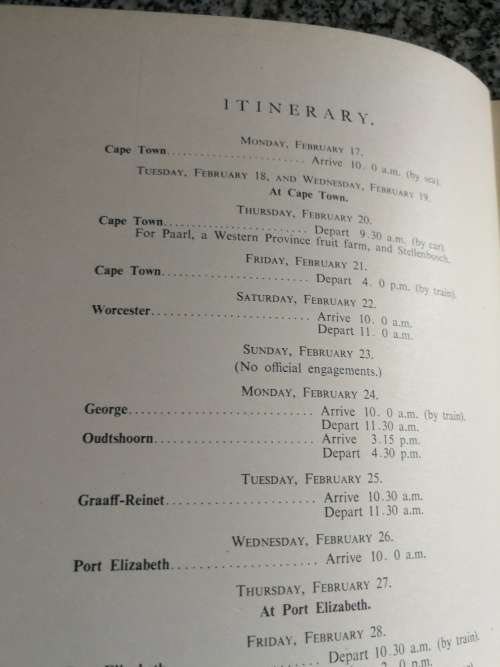 ITINERARY.
MONDAY, FEBRUARY 17.
Cape Town........................ Arrive 10. 0 a.m. (by sea).
TUESDAY, FEBRUARY 18, AND WEDNESDAY, FEBRUARY 19.
At Cape Town.
THURSDAY, FEBRUARY 20.
Cape Town........................ Depart 9.30 a.m. (by car).
For Paarl, a Western Province fruit farm, and Stellenbosch.
FRIDAY, FEBRUARY 21.
Cape Town........................ Depart 4. 0 p.m. (by train).
SATURDAY, FEBRUARY 22.
Worcester........................ Arrive 10. 0 a.m.
Depart 11. 0 a.m.
SUNDAY, FEBRUARY 23.
(No official engagements.)
MONDAY, FEBRUARY 24.
George............................ Arrive 10. 0 a.m. (by train).
Depart 11.30 a.m.
Oudtshoorn........................ Arrive 3.15 p.m.
Depart 4.30 p.m.
TUESDAY, FEBRUARY 25.
Graaff-Reinet...................... Arrive 10.30 a.m.
Depart 11.30 a.m.
WEDNESDAY, FEBRUARY 26.
Port Elizabeth...................... Arrive 10. 0 a.m.
THURSDAY, FEBRUARY 27.
At Port Elizabeth.
FRIDAY, FEBRUARY 28.
Depart 10.30 a.m. (by train).